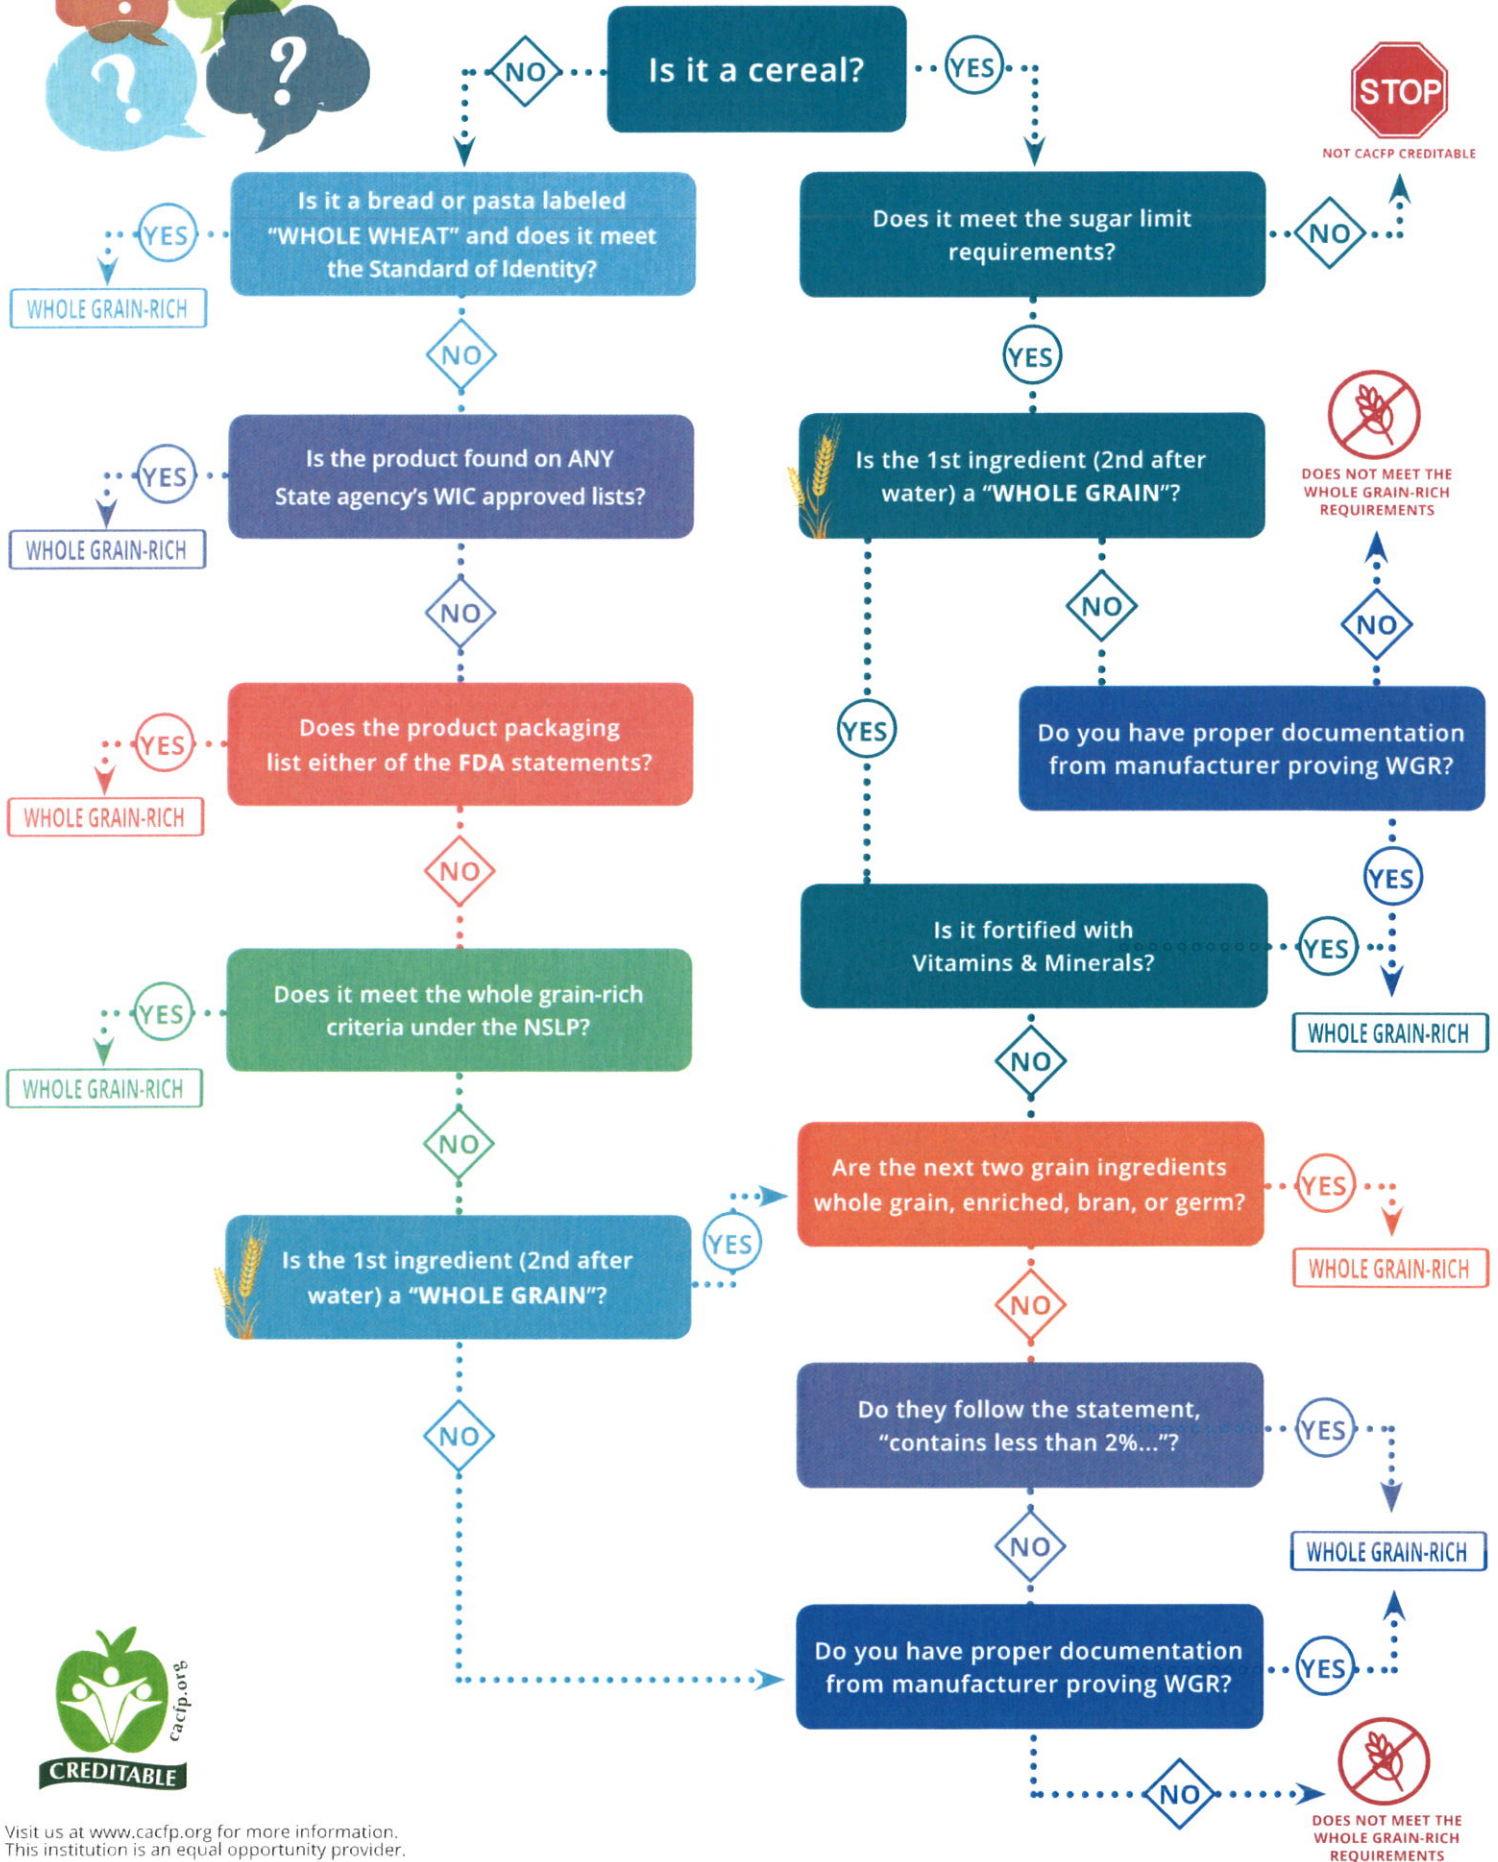 ?
?
Is it a cereal?
NO
YES
STOP
NOT CACFP CREDITABLE
Is it a bread or pasta labeled
“WHOLE WHEAT” and does it meet
the Standard of Identity?
YES
WHOLE GRAIN-RICH
NO
Does it meet the sugar limit
requirements?
NO
YES
Is the product found on ANY
State agency’s WIC approved lists?
YES
WHOLE GRAIN-RICH
NO
Is the 1st ingredient (2nd after
water) a “WHOLE GRAIN”?
NO
YES
DOES NOT MEET THE
WHOLE GRAIN-RICH
REQUIREMENTS
NO
Do you have proper documentation
from manufacturer proving WGR?
YES
Does the product packaging
list either of the FDA statements?
YES
WHOLE GRAIN-RICH
NO
Is it fortified with
Vitamins & Minerals?
YES
WHOLE GRAIN-RICH
NO
Does it meet the whole grain-rich
criteria under the NSLP?
YES
WHOLE GRAIN-RICH
NO
Are the next two grain ingredients
whole grain, enriched, bran, or germ?
YES
WHOLE GRAIN-RICH
NO
Is the 1st ingredient (2nd after
water) a “WHOLE GRAIN”?
YES
NO
Do they follow the statement,
“contains less than 2%...”?
YES
WHOLE GRAIN-RICH
NO
Do you have proper documentation
from manufacturer proving WGR?
YES
NO
DOES NOT MEET THE
WHOLE GRAIN-RICH
REQUIREMENTS
cacfp.org
CREDITABLE
Visit us at www.cacfp.org for more information.
This institution is an equal opportunity provider.